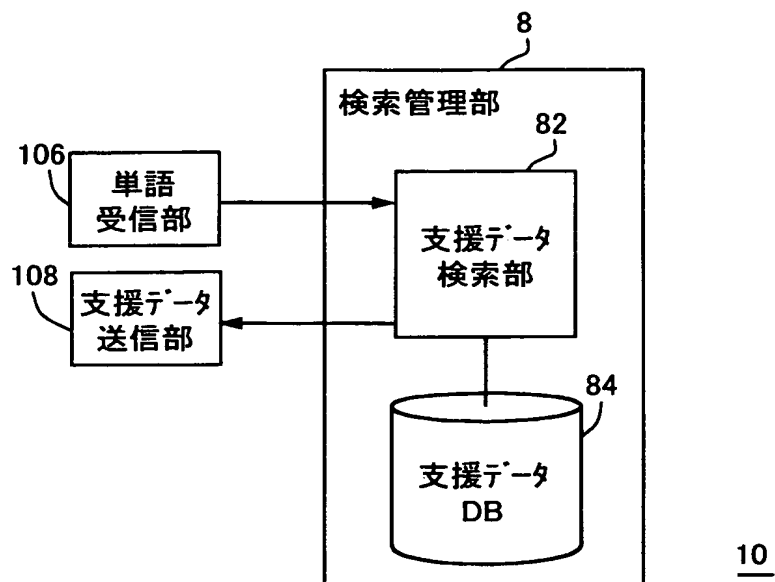 8
検索管理部
82
106
単語
受信部
支援データ
検索部
108
支援データ
送信部
84
支援データ
DB
10